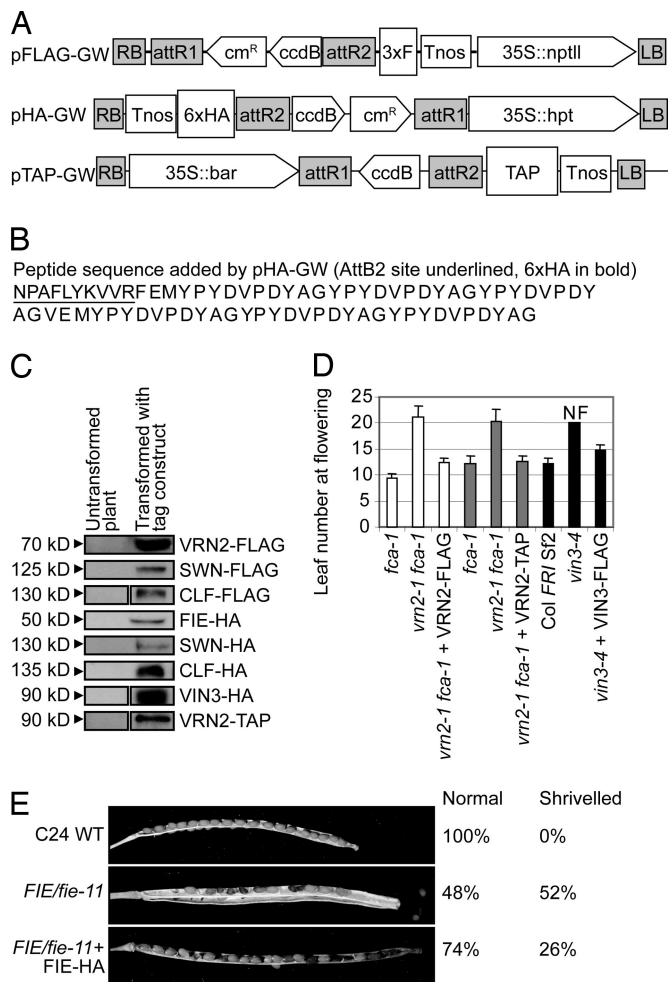 A
pFLAG-GW RB attR1 cmR ccdB attR2 3xF Tnos 35S::nptII LB
pHA-GW RB Tnos 6xHA attR2 ccdB cmR attR1 35S::hpt LB
pTAP-GW RB 35S::bar attR1 ccdB attR2 TAP Tnos LB
B
Peptide sequence added by pHA-GW (AttB2 site underlined, 6xHA in bold)
NPAFLYKVVRFEMYPYDVPDYAGYPYDVPDYAGYPYDVPDY
AGVEMYPYDVPDYAGYPYDVPDYAGYPYDVPDYAG
C
Untransformed
plant
Transformed with
tag construct
70 kD VRN2-FLAG
125 kD SWN-FLAG
130 kD CLF-FLAG
50 kD FIE-HA
130 kD SWN-HA
135 kD CLF-HA
90 kD VIN3-HA
90 kD VRN2-TAP
D
Leaf number at flowering
25
20
15
10
5
0
NF
fca-1
vrn2-1 fca-1
vrn2-1 fca-1 + VRN2-FLAG
fca-1
vrn2-1 fca-1
vrn2-1 fca-1 + VRN2-TAP
Col FRI Sf2
vin3-4
vin3-4 + VIN3-FLAG
E
Normal Shrivelled
C24 WT 100% 0%
FIE/fie-11 48% 52%
FIE/fie-11+
FIE-HA 74% 26%